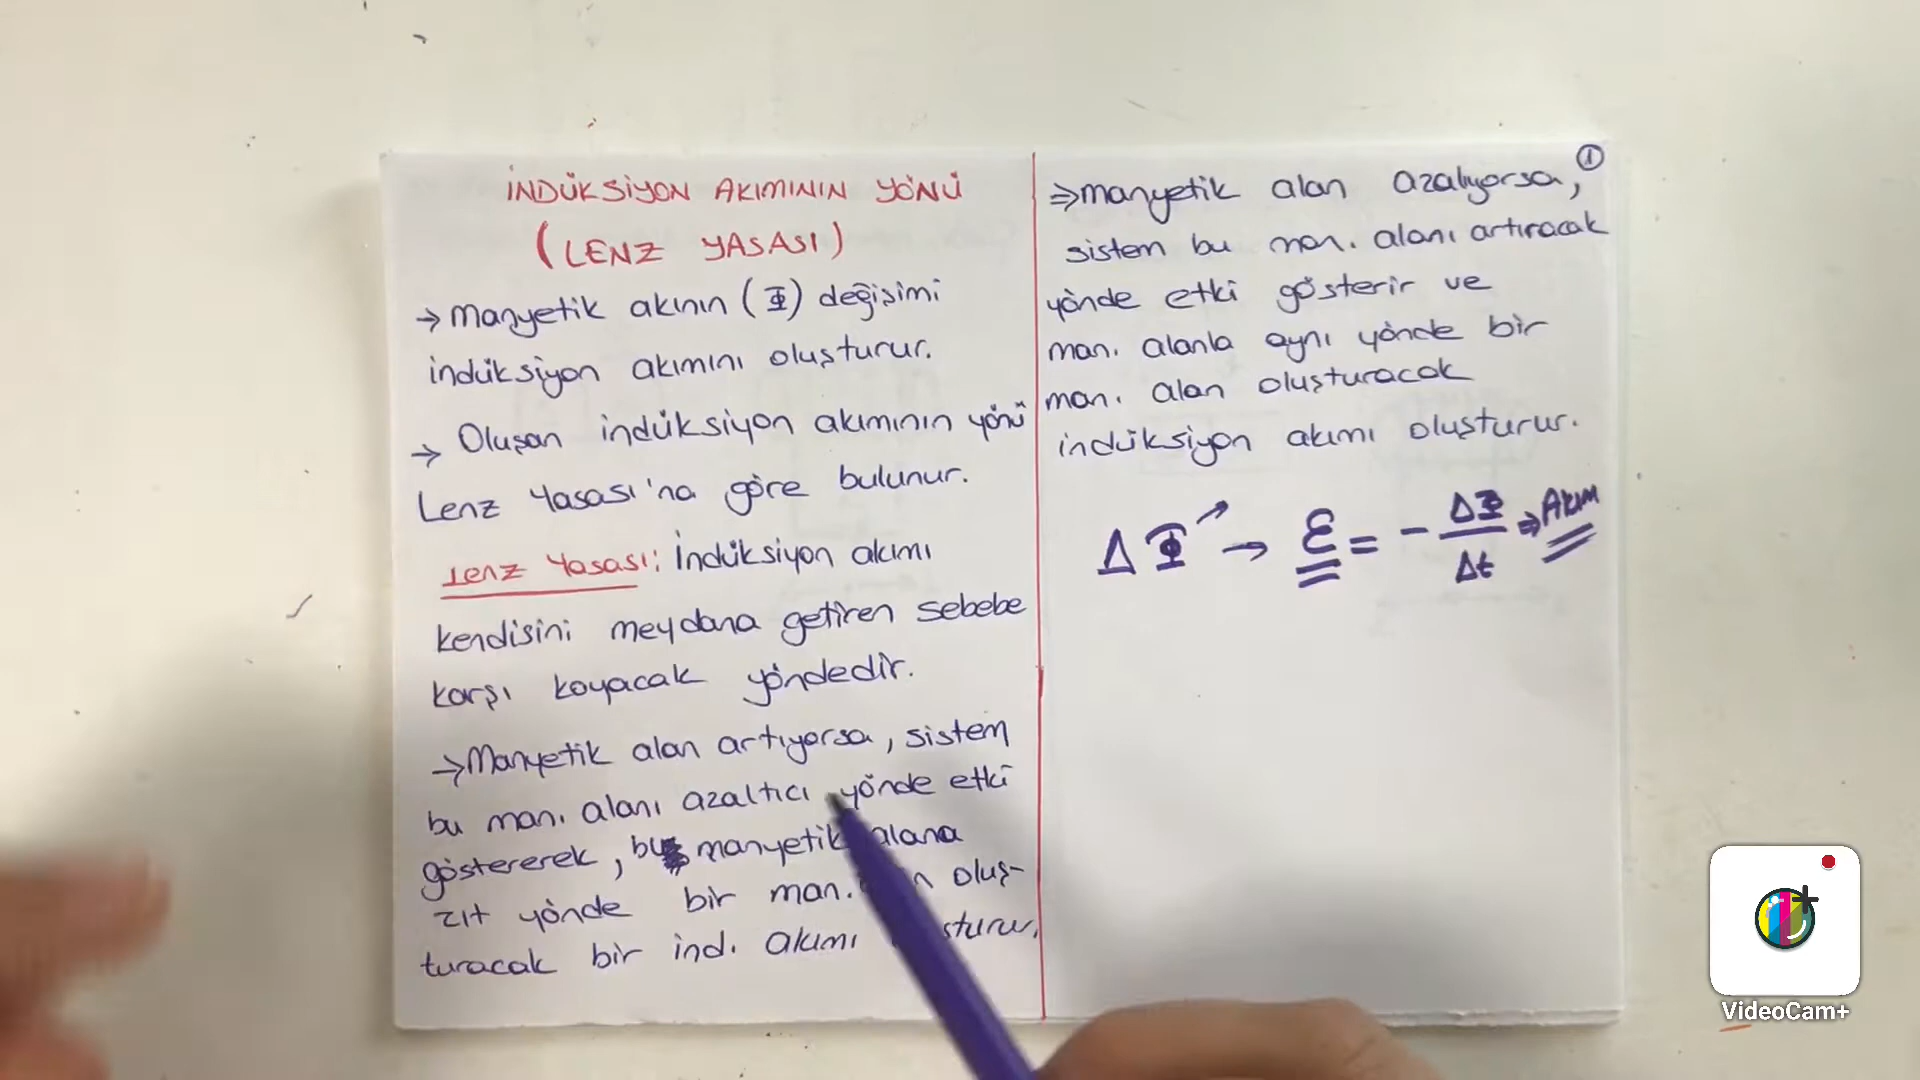 İNDÜKSİYON AKIMININ YÖNÜ
(LENZ YASASI)
→ Manyetik akının (Φ) değişimi
indüksiyon akımını oluşturur.
→ Oluşan indüksiyon akımının yönü
Lenz Yasası'na göre bulunur.
Lenz Yasası: İndüksiyon akımı
kendisini meydana getiren sebebe
karşı koyacak yöndedir.
→ Manyetik alan artıyorsa, sistem
bu man. alanı azaltıcı yönde etki
göstererek, bu manyetik alana
zıt yönde bir man. oluş-
turacak bir ind. akımı
①
⇒ manyetik alan azalıyorsa,
sistem bu man. alanı artıracak
yönde etki gösterir ve
man. alanla aynı yönde bir
man. alan oluşturacak
indüksiyon akımı oluşturur.
ΔΦ ↗ → ε = - ΔΦ/Δt ⇒ Akım
VideoCam+